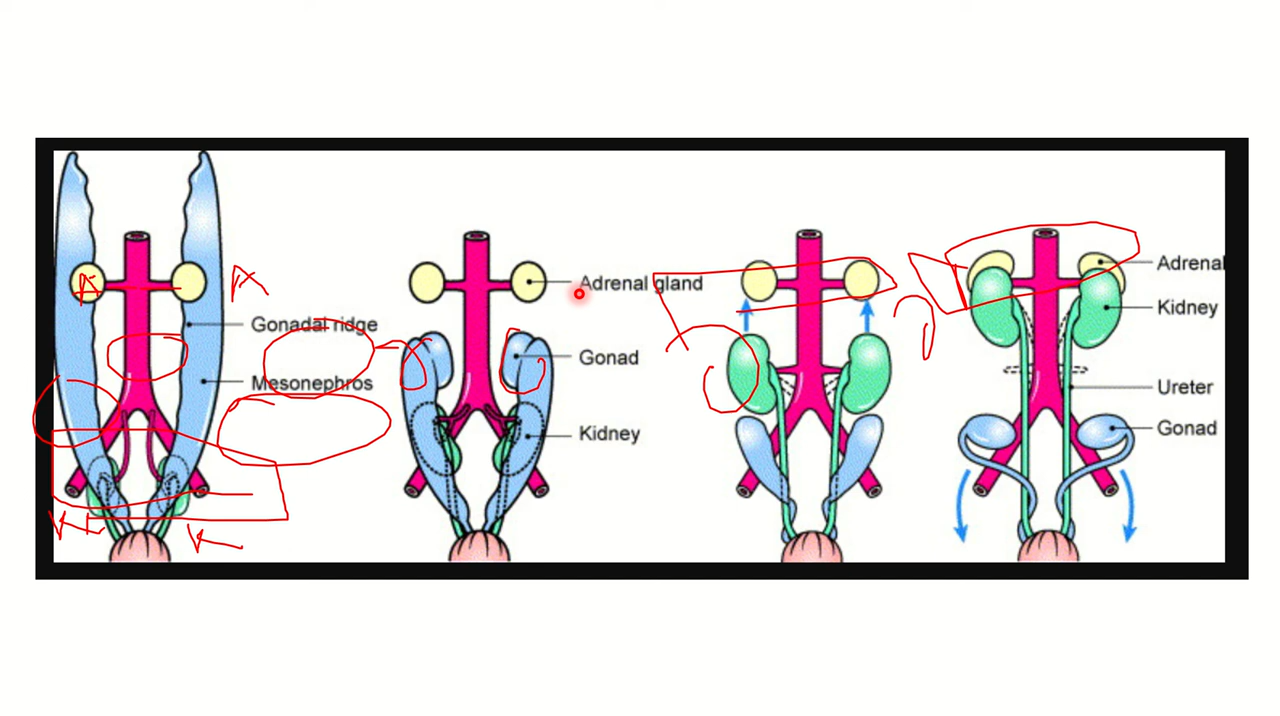 A
A
Gonadal ridge
Mesonephros
K
K
Adrenal gland
Gonad
Kidney
Adrenal
Kidney
Ureter
Gonad